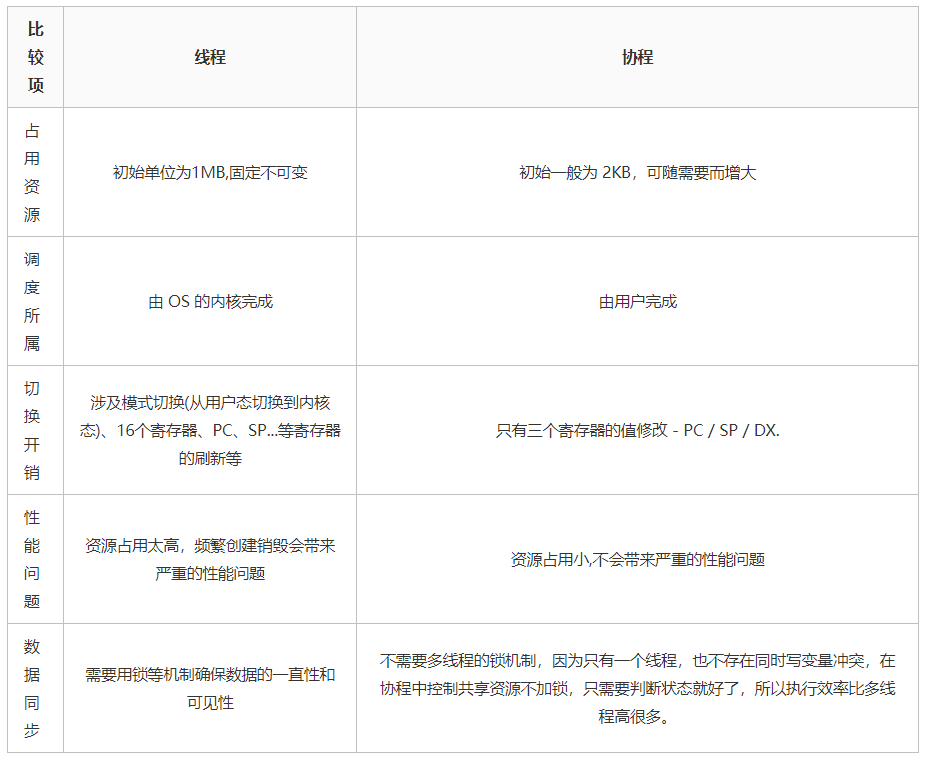 比
较
项
线程
协程
占
用
资
源
初始单位为1MB,固定不可变
初始一般为 2KB，可随需要而增大
调
度
所
属
由 OS 的内核完成
由用户完成
切
换
开
销
涉及模式切换(从用户态切换到内核
态)、16个寄存器、PC、SP...等寄存器
的刷新等
只有三个寄存器的值修改 - PC / SP / DX.
性
能
问
题
资源占用太高，频繁创建销毁会带来
严重的性能问题
资源占用小,不会带来严重的性能问题
数
据
同
步
需要用锁等机制确保数据的一直性和
可见性
不需要多线程的锁机制，因为只有一个线程，也不存在同时写变量冲突，在
协程中控制共享资源不加锁，只需要判断状态就好了，所以执行效率比多线
程高很多。